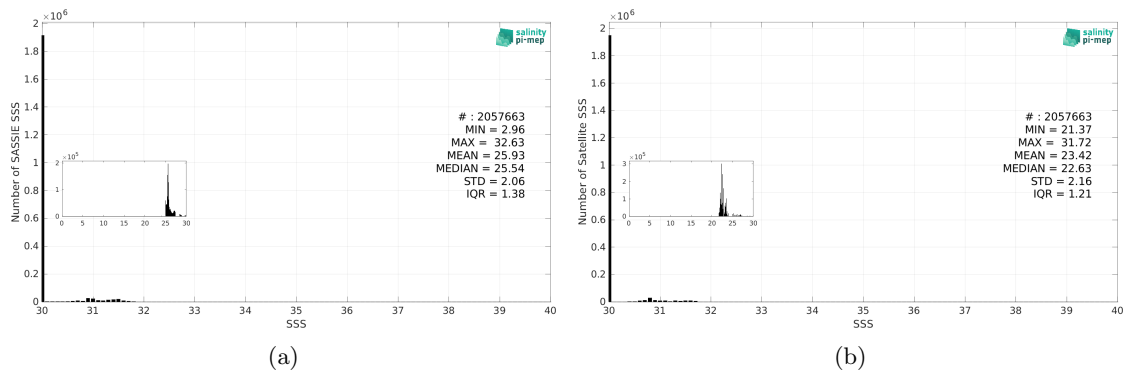 ×10^6
2
1.8
1.6
1.4
1.2
1
0.8
0.6
0.4
0.2
0
Number of SASSIE SSS
30 31 32 33 34 35 36 37 38 39 40
SSS
salinity
pi-mep
# : 2057663
MIN = 2.96
MAX = 32.63
MEAN = 25.93
MEDIAN = 25.54
STD = 2.06
IQR = 1.38
×10^5
2
1
0
0 5 10 15 20 25 30
(a)
×10^6
2
1.8
1.6
1.4
1.2
1
0.8
0.6
0.4
0.2
0
Number of Satellite SSS
30 31 32 33 34 35 36 37 38 39 40
SSS
salinity
pi-mep
# : 2057663
MIN = 21.37
MAX = 31.72
MEAN = 23.42
MEDIAN = 22.63
STD = 2.16
IQR = 1.21
×10^5
3
2
1
0
0 5 10 15 20 25 30
(b)